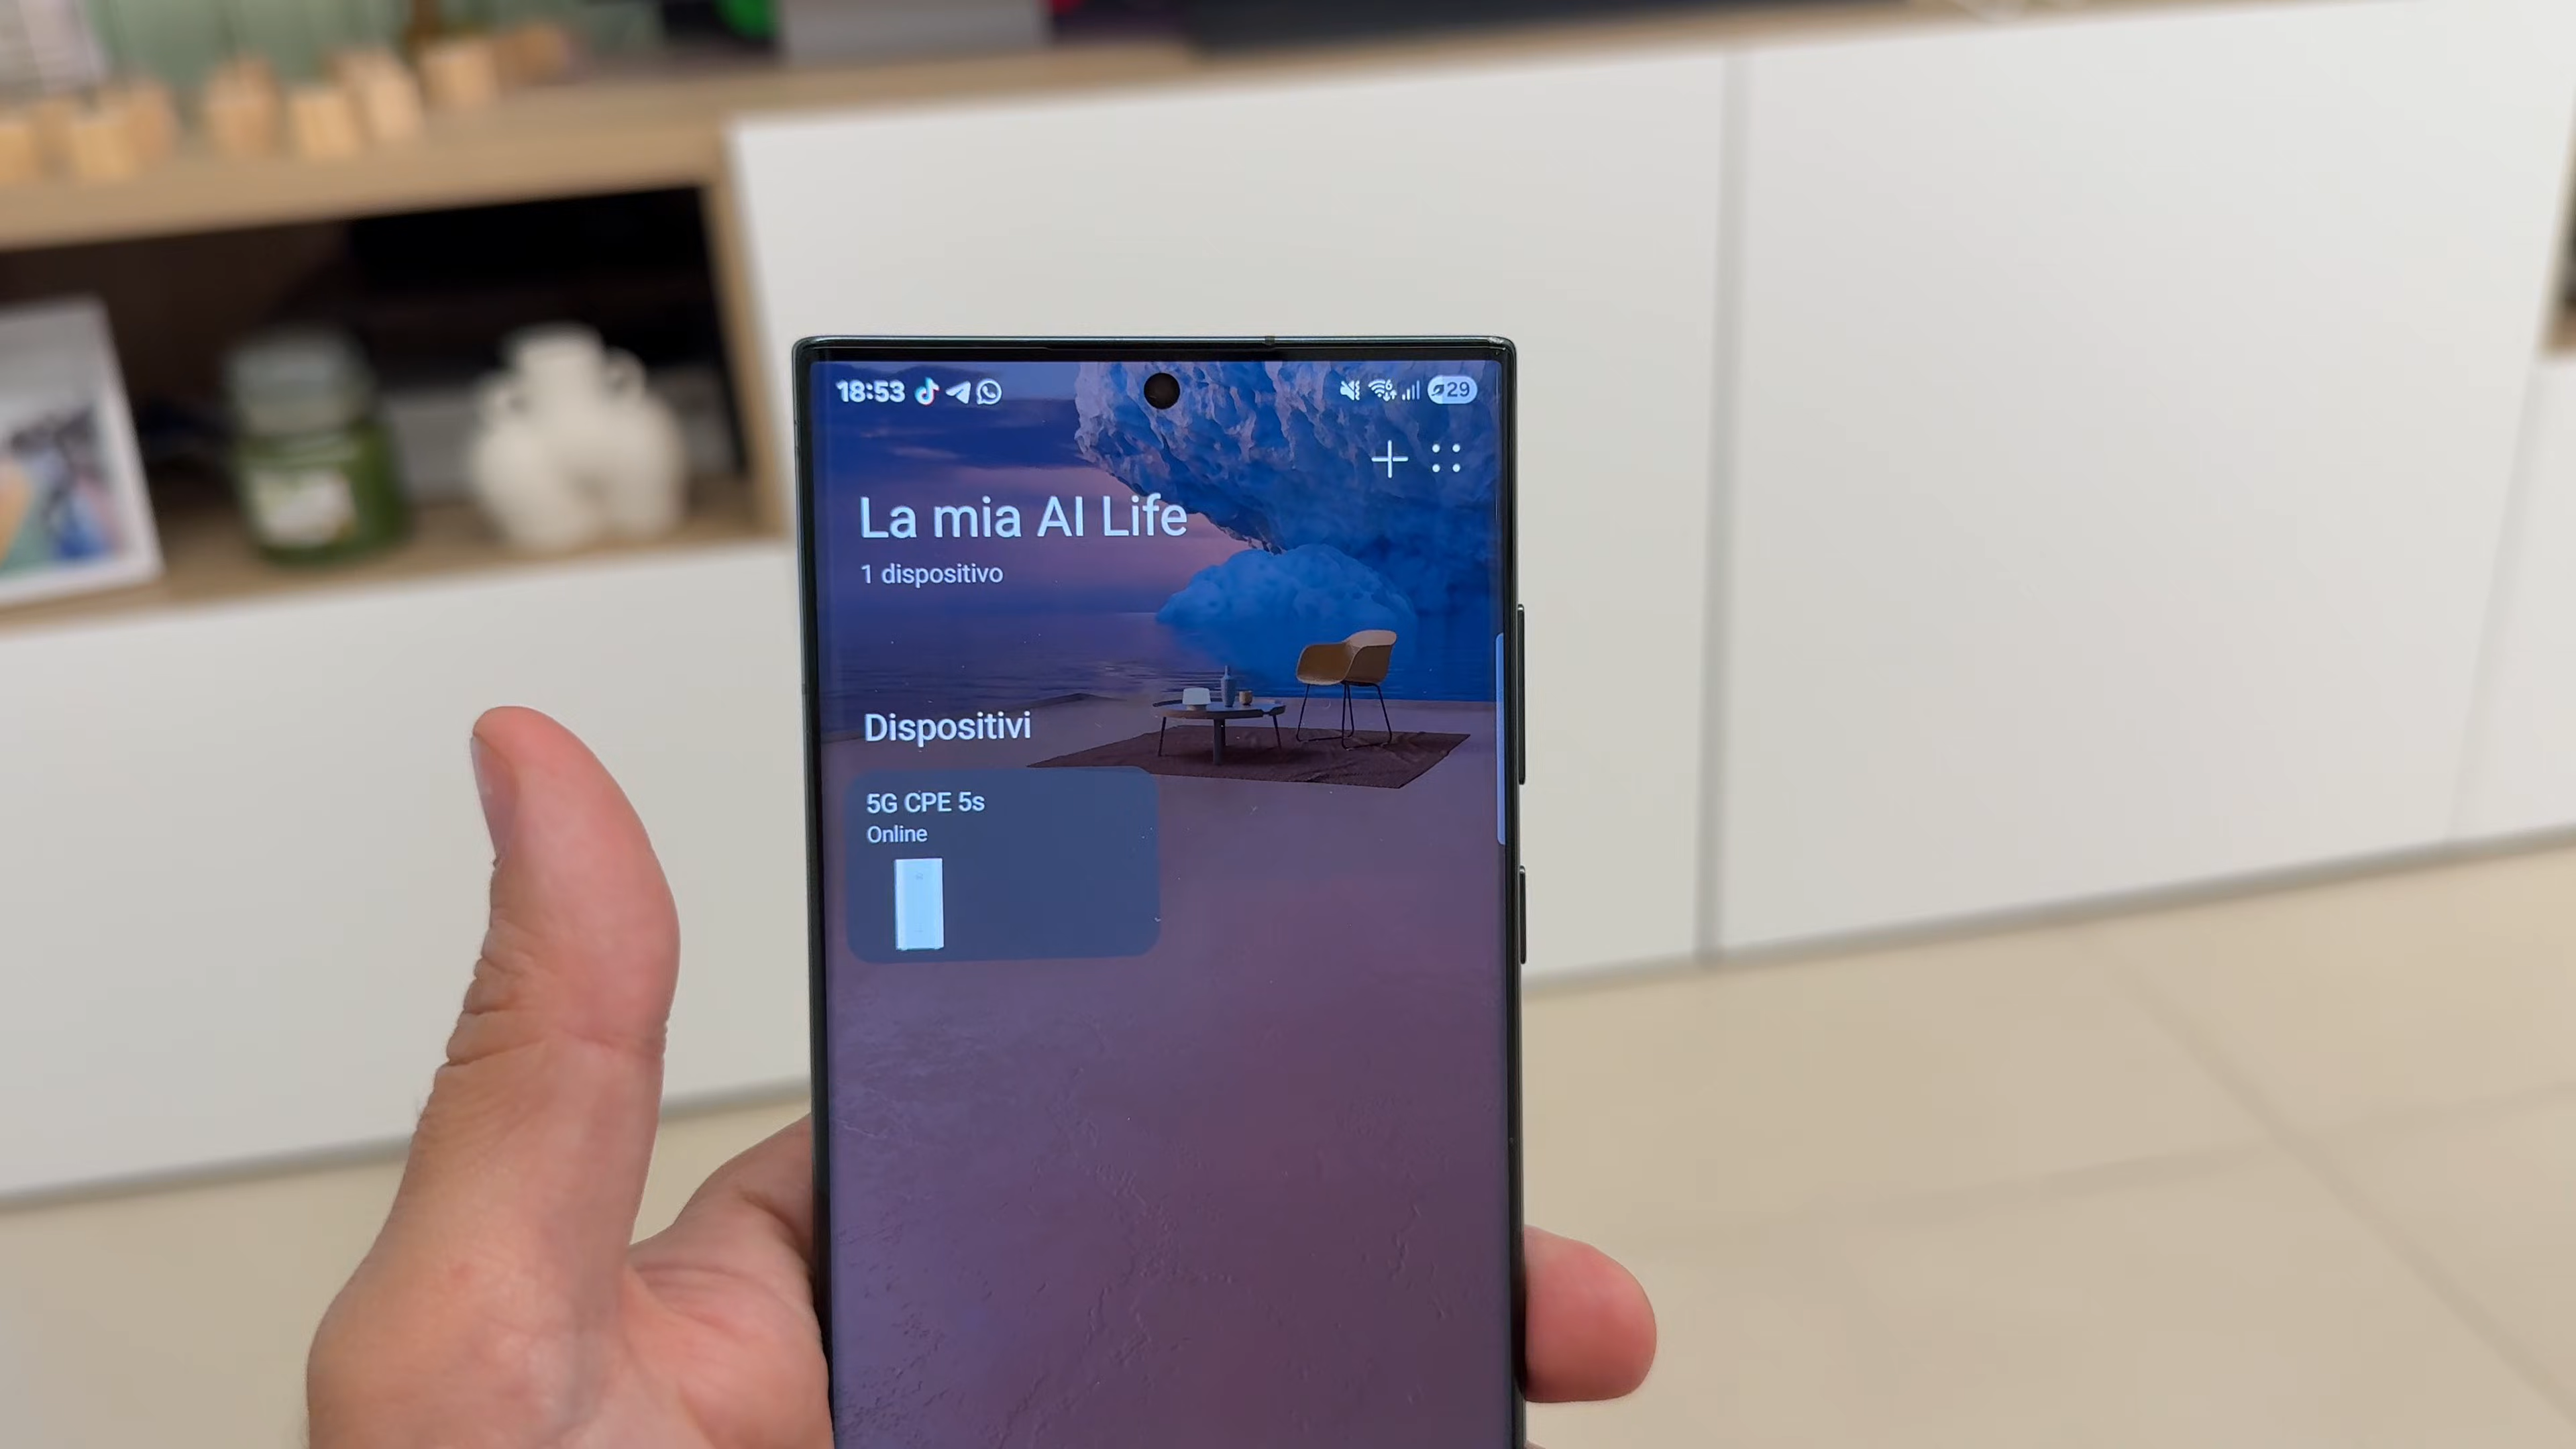 18:53
29
La mia AI Life
1 dispositivo
Dispositivi
5G CPE 5s
Online